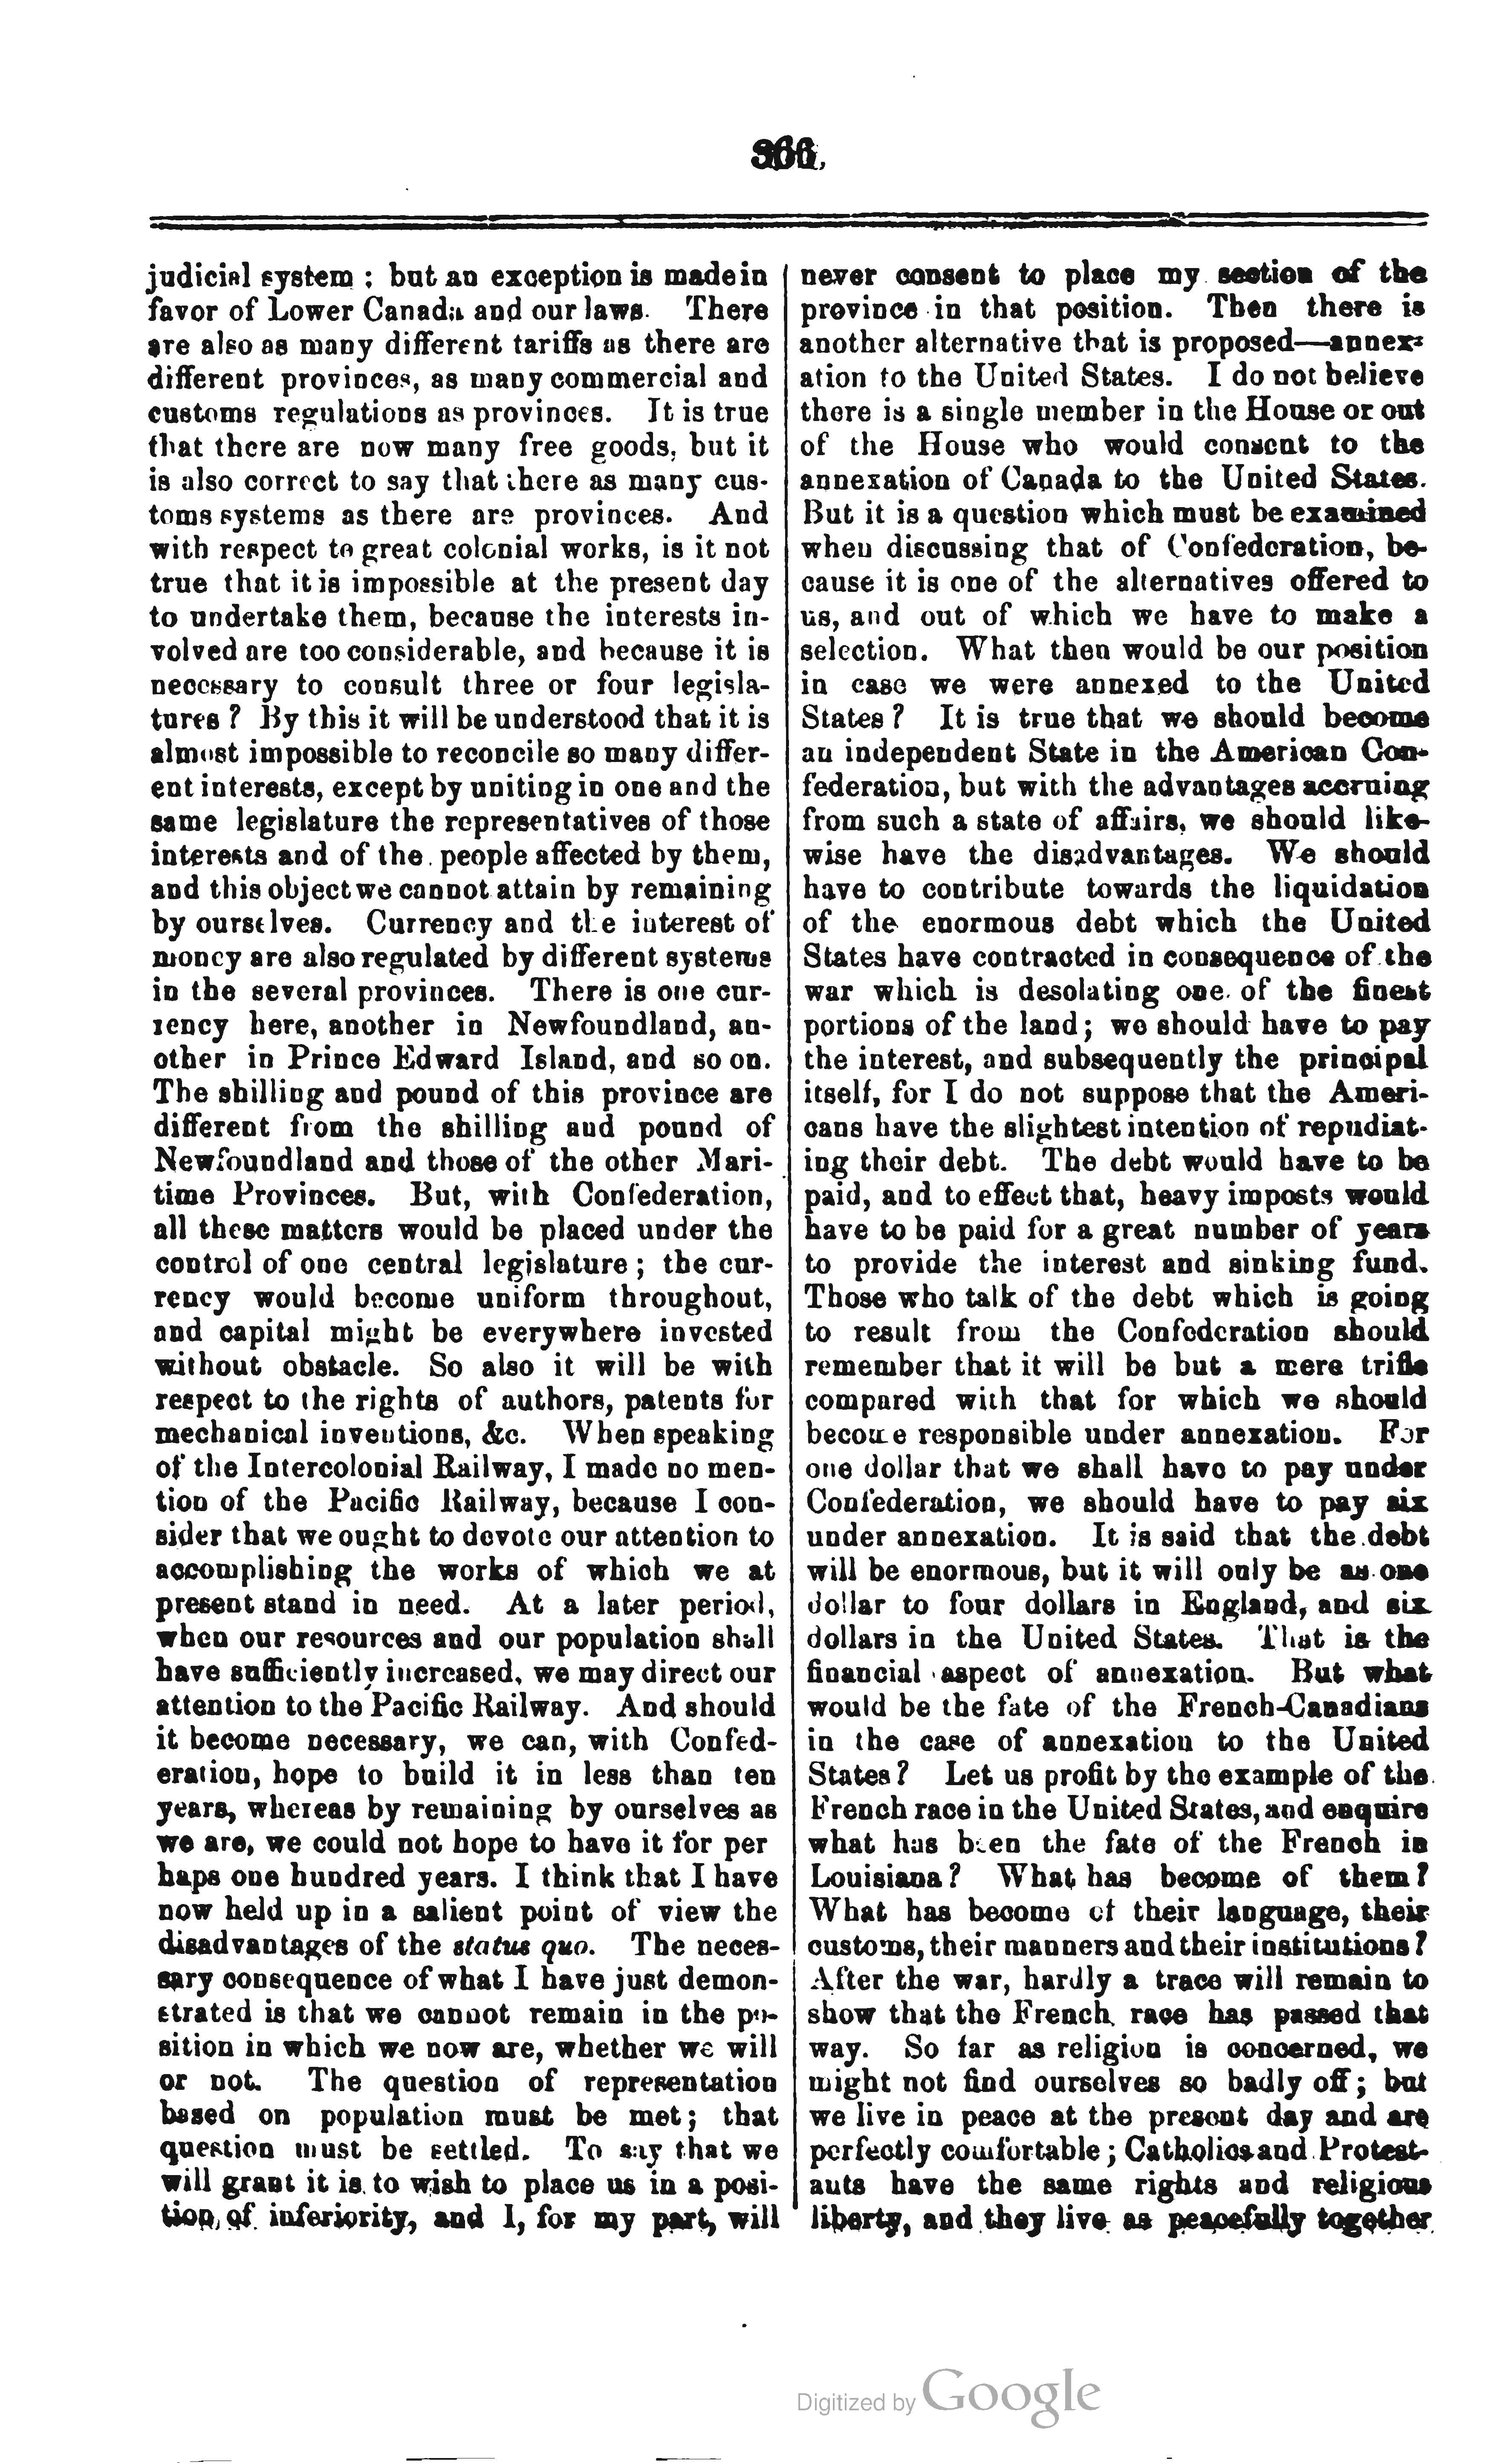 366
judicial system ; but an exception is made in
favor of Lower Canada and our laws. There
are also as many different tariffs as there are
different provinces, as many commercial and
customs regulations as provinces. It is true
that there are now many free goods, but it
is also correct to say that there as many cus-
toms systems as there are provinces. And
with respect to great colonial works, is it not
true that it is impossible at the present day
to undertake them, because the interests in-
volved are too considerable, and because it is
necessary to consult three or four legisla-
tures ? By this it will be understood that it is
almost impossible to reconcile so many differ-
ent interests, except by uniting in one and the
same legislature the representatives of those
interests and of the people affected by them,
and this object we cannot attain by remaining
by ourselves. Currency and the interest of
money are also regulated by different systems
in the several provinces. There is one cur-
rency here, another in Newfoundland, an-
other in Prince Edward Island, and so on.
The shilling and pound of this province are
different from the shilling and pound of
Newfoundland and those of the other Mari-
time Provinces. But, with Confederation,
all these matters would be placed under the
control of one central legislature ; the cur-
rency would become uniform throughout,
and capital might be everywhere invested
without obstacle. So also it will be with
respect to the rights of authors, patents for
mechanical inventions, &c. When speaking
of the Intercolonial Railway, I made no men-
tion of the Pacific Railway, because I con-
sider that we ought to devote our attention to
accomplishing the works of which we at
present stand in need. At a later period,
when our resources and our population shall
have sufficiently increased, we may direct our
attention to the Pacific Railway. And should
it become necessary, we can, with Confed-
eration, hope to build it in less than ten
years, whereas by remaining by ourselves as
we are, we could not hope to have it for per
haps one hundred years. I think that I have
now held up in a salient point of view the
disadvantages of the status quo. The neces-
sary consequence of what I have just demon-
strated is that we cannot remain in the po-
sition in which we now are, whether we will
or not. The question of representation
based on population must be met ; that
question must be settled. To say that we
will grant it is to wish to place us in a posi-
tion of inferiority, and I, for my part, will
never consent to place my section of the
province in that position. Then there is
another alternative that is proposed—annex-
ation to the United States. I do not believe
there is a single member in the House or out
of the House who would consent to the
annexation of Canada to the United States.
But it is a question which must be examined
when discussing that of Confederation, be-
cause it is one of the alternatives offered to
us, and out of which we have to make a
selection. What then would be our position
in case we were annexed to the United
States ? It is true that we should become
an independent State in the American Con-
federation, but with the advantages accruing
from such a state of affairs, we should like-
wise have the disadvantages. We should
have to contribute towards the liquidation
of the enormous debt which the United
States have contracted in consequence of the
war which is desolating one of the finest
portions of the land ; we should have to pay
the interest, and subsequently the principal
itself, for I do not suppose that the Ameri-
cans have the slightest intention of repudiat-
ing their debt. The debt would have to be
paid, and to effect that, heavy imposts would
have to be paid for a great number of years
to provide the interest and sinking fund.
Those who talk of the debt which is going
to result from the Confederation should
remember that it will be but a mere trifle
compared with that for which we should
become responsible under annexation. For
one dollar that we shall have to pay under
Confederation, we should have to pay six
under annexation. It is said that the debt
will be enormous, but it will only be as one
dollar to four dollars in England, and six
dollars in the United States. That is the
financial aspect of annexation. But what
would be the fate of the French-Canadians
in the case of annexation to the United
States ? Let us profit by the example of the
French race in the United States, and enquire
what has been the fate of the French in
Louisiana ? What has become of them ?
What has become of their language, their
customs, their manners and their institutions ?
After the war, hardly a trace will remain to
show that the French race has passed that
way. So far as religion is concerned, we
might not find ourselves so badly off ; but
we live in peace at the present day and are
perfectly comfortable ; Catholics and Protest-
ants have the same rights and religious
liberty, and they live as peacefully together
Digitized by Google